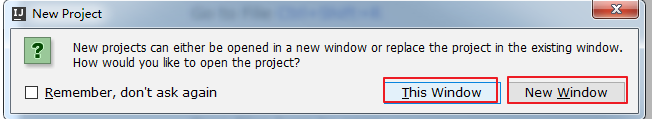 New Project
New projects can either be opened in a new window or replace the project in the existing window.
How would you like to open the project?
Remember, don't ask again
This Window
New Window